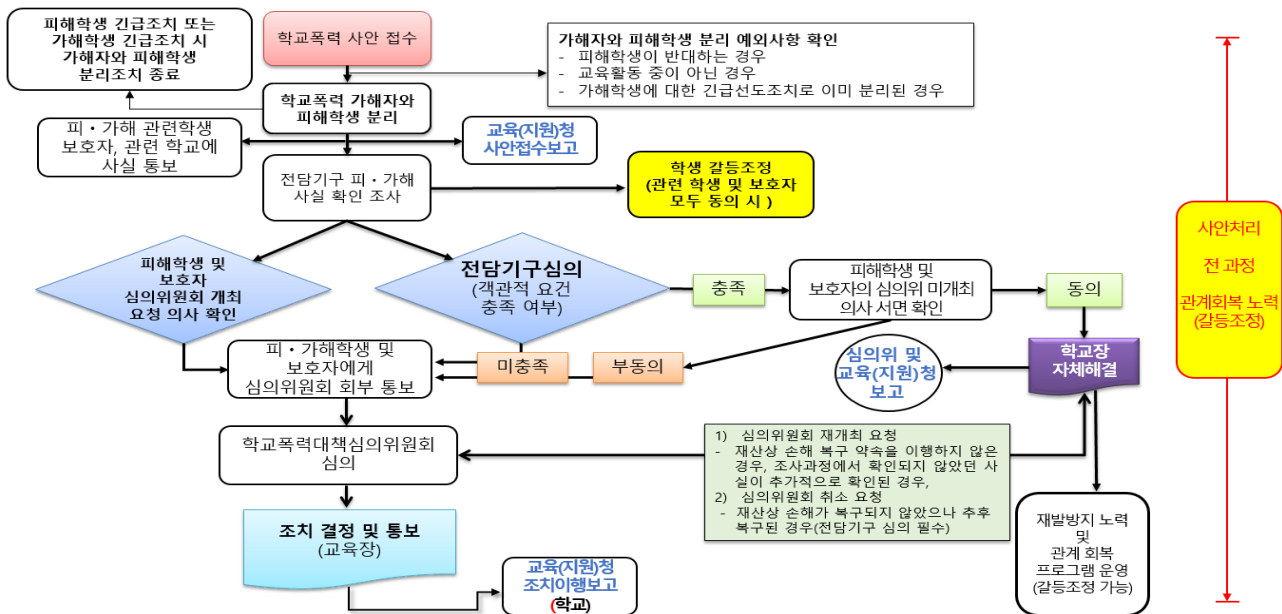 피해학생 긴급조치 또는
가해학생 긴급조치 시
가해자와 피해학생
분리조치 종료
학교폭력 사안 접수
가해자와 피해학생 분리 예외사항 확인
- 피해학생이 반대하는 경우
- 교육활동 중이 아닌 경우
- 가해학생에 대한 긴급선도조치로 이미 분리된 경우
학교폭력 가해자와
피해학생 분리
피・가해 관련학생
보호자, 관련 학교에
사실 통보
교육(지원)청
사안접수보고
전담기구 피・가해
사실 확인 조사
학생 갈등조정
(관련 학생 및 보호자
모두 동의 시 )
사안처리
전 과정
관계회복 노력
(갈등조정)
피해학생 및
보호자
심의위원회 개최
요청 의사 확인
전담기구심의
(객관적 요건
충족 여부)
충족
피해학생 및
보호자의 심의위 미개최
의사 서면 확인
동의
피・가해학생 및
보호자에게
심의위원회 회부 통보
미충족
부동의
심의위 및
교육(지원)청
보고
학교장
자체해결
학교폭력대책심의위원회
심의
1) 심의위원회 재개최 요청
- 재산상 손해 복구 약속을 이행하지 않은
경우, 조사과정에서 확인되지 않았던 사
실이 추가적으로 확인된 경우,
2) 심의위원회 취소 요청
- 재산상 손해가 복구되지 않았으나 추후
복구된 경우(전담기구 심의 필수)
조치 결정 및 통보
(교육장)
교육(지원)청
조치이행보고
(학교)
재발방지 노력
및
관계 회복
프로그램 운영
(갈등조정 가능)